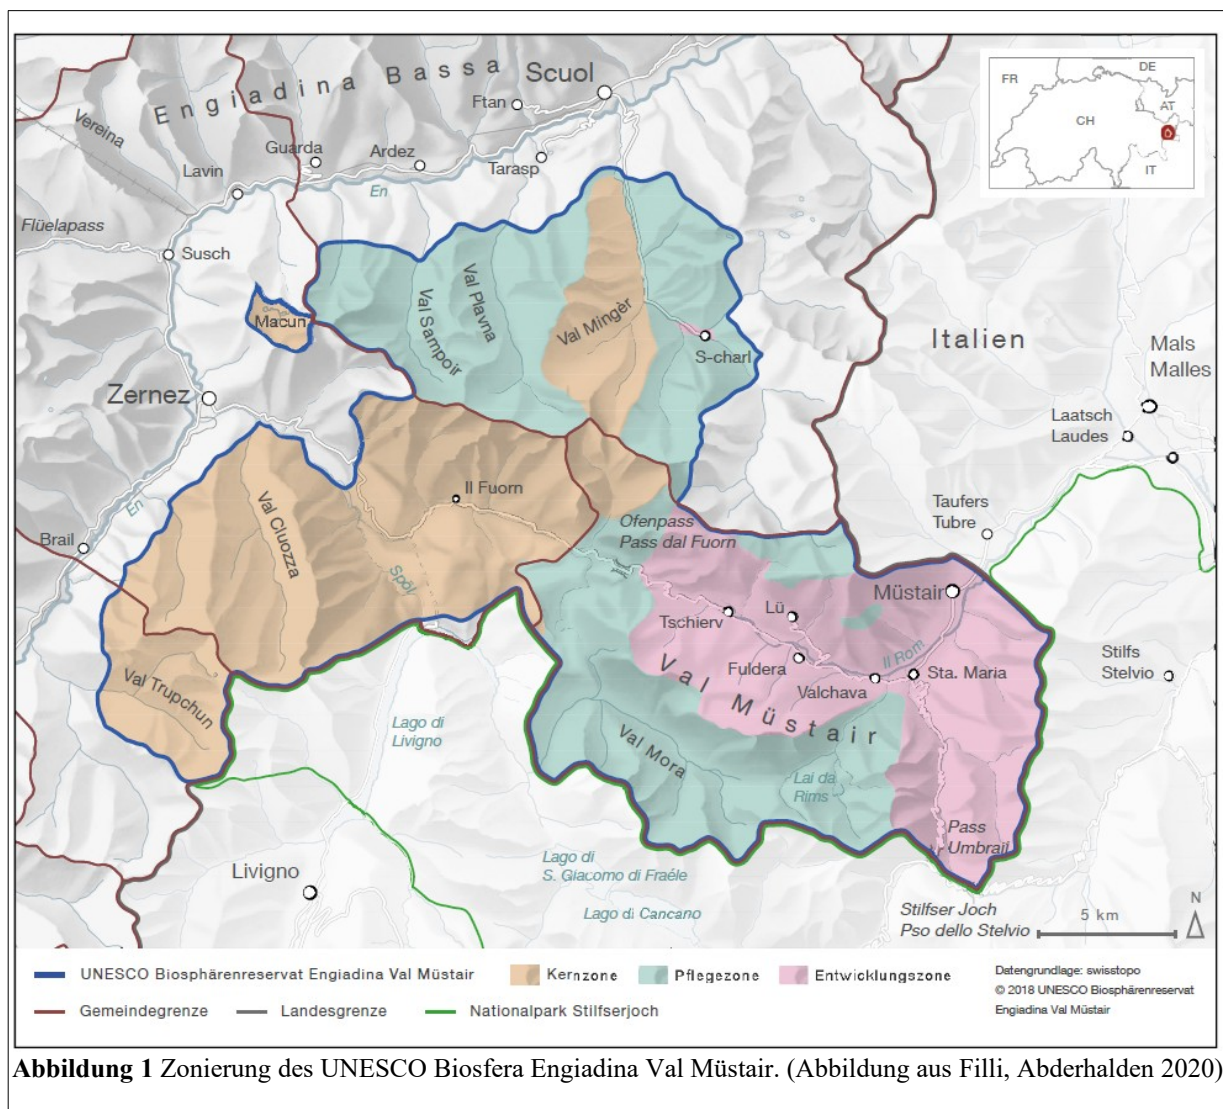 Engiadina Bassa
Scuol
Ftan
Vereina
Guarda
Ardez
Tarasp
Lavin
En
Flüelapass
Susch
FR
DE
AT
CH
IT
Macun
Val Sampoir
Val Plavna
Val Mingèr
S-charl
Italien
Mals
Malles
Zernez
Laatsch
Laudes
Il Fuorn
Val Cluozza
En
Brail
Spöl
Ofenpass
Pass dal Fuorn
Taufers
Tubre
Müstair
Tschierv
Lü
Fuldera
Valchava
Il Rom
Sta. Maria
Stilfs
Stelvio
Val Müstair
Val Trupchun
Lago di
Livigno
Val Mora
Lai da
Rims
Pass
Umbrail
Livigno
Lago di
S. Giacomo di Fraéle
Lago di Cancano
Stilfser Joch
Pso dello Stelvio
5 km
N
UNESCO Biosphärenreservat Engiadina Val Müstair
Kernzone
Pflegezone
Entwicklungszone
Gemeindegrenze
Landesgrenze
Nationalpark Stilfserjoch
Datengrundlage: swisstopo
© 2018 UNESCO Biosphärenreservat
Engiadina Val Müstair
Abbildung 1 Zonierung des UNESCO Biosfera Engiadina Val Müstair. (Abbildung aus Filli, Abderhalden 2020)